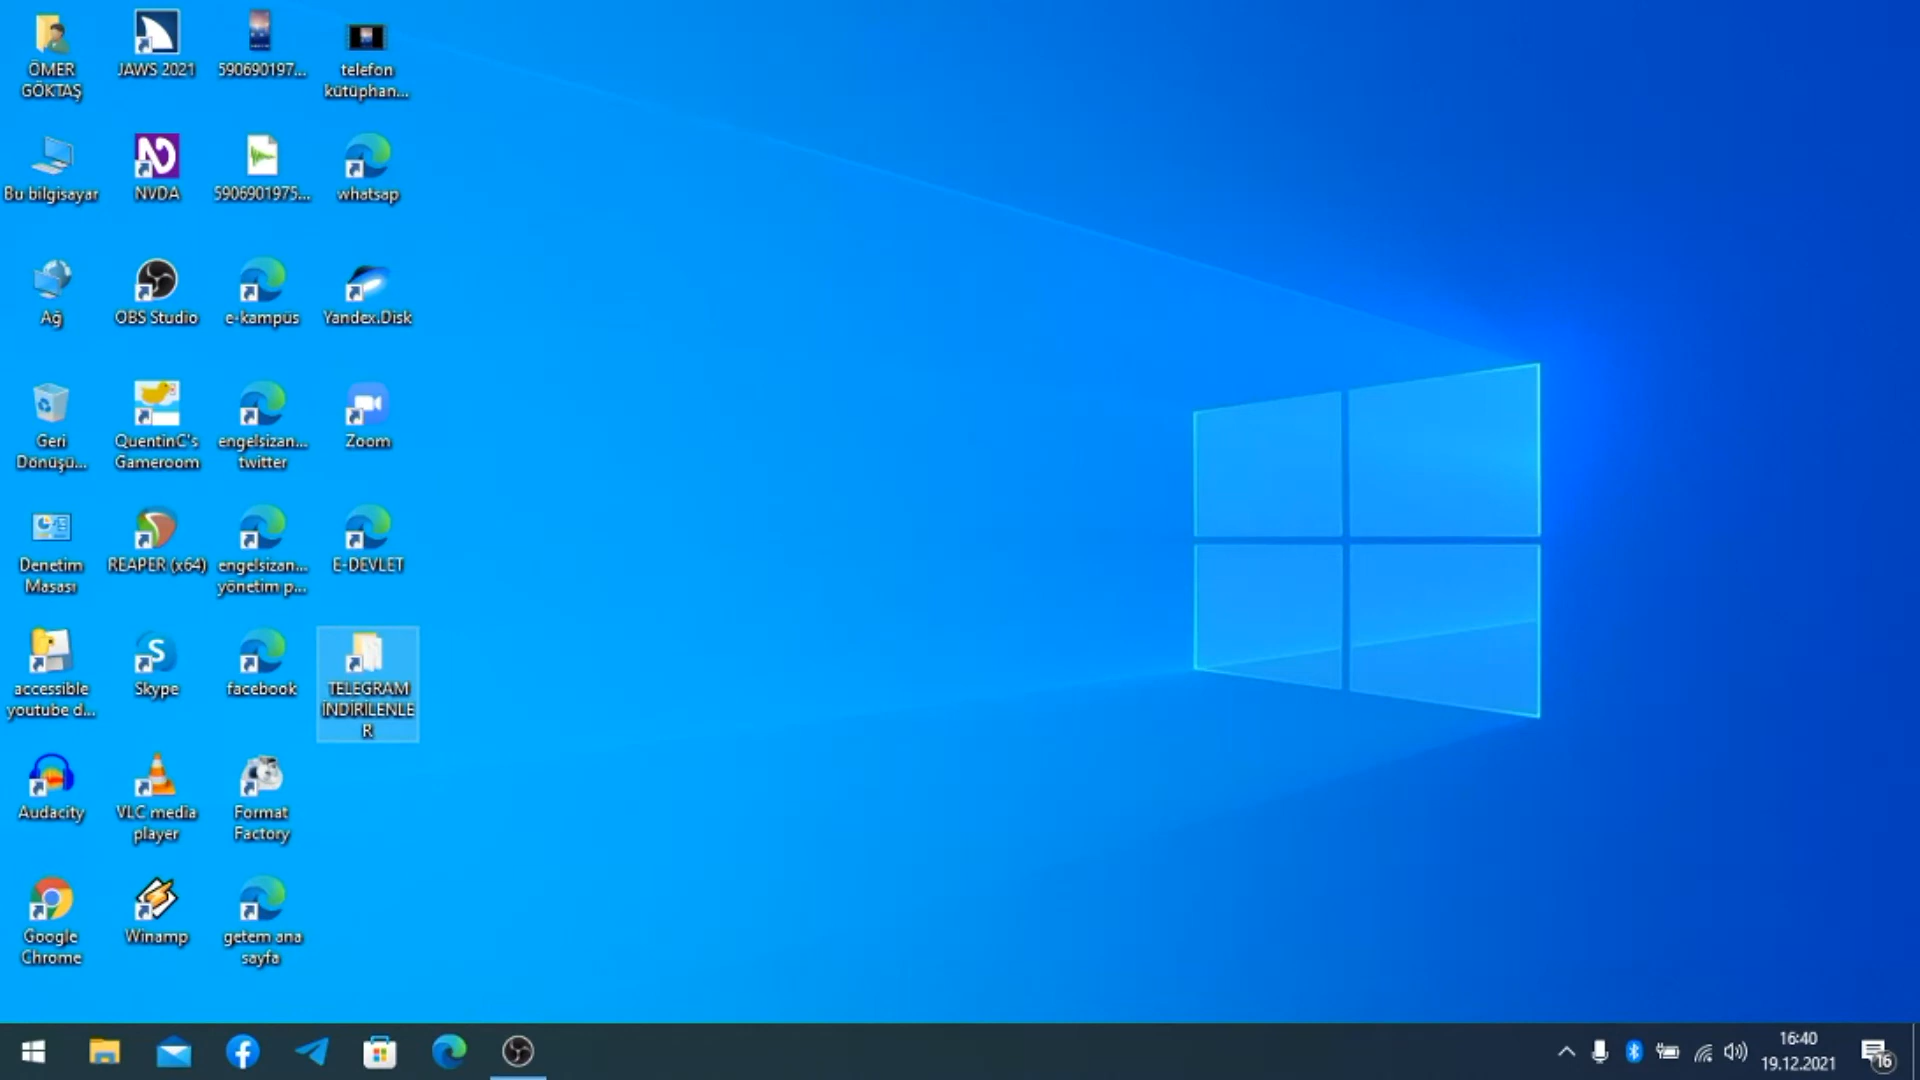 ÖMER
GÖKTAŞ
JAWS 2021
590690197...
telefon
kütüphan...
Bu bilgisayar
NVDA
5906901975...
whatsap
Ağ
OBS Studio
e-kampüs
Yandex.Disk
Geri
Dönüşü...
QuentinC's
Gameroom
engelsizan...
twitter
Zoom
Denetim
Masası
REAPER (x64)
engelsizan...
yönetim p...
E-DEVLET
accessible
youtube d...
Skype
facebook
TELEGRAM
İNDİRİLENLE
R
Audacity
VLC media
player
Format
Factory
Google
Chrome
Winamp
getem ana
sayfa
16:40
19.12.2021
16